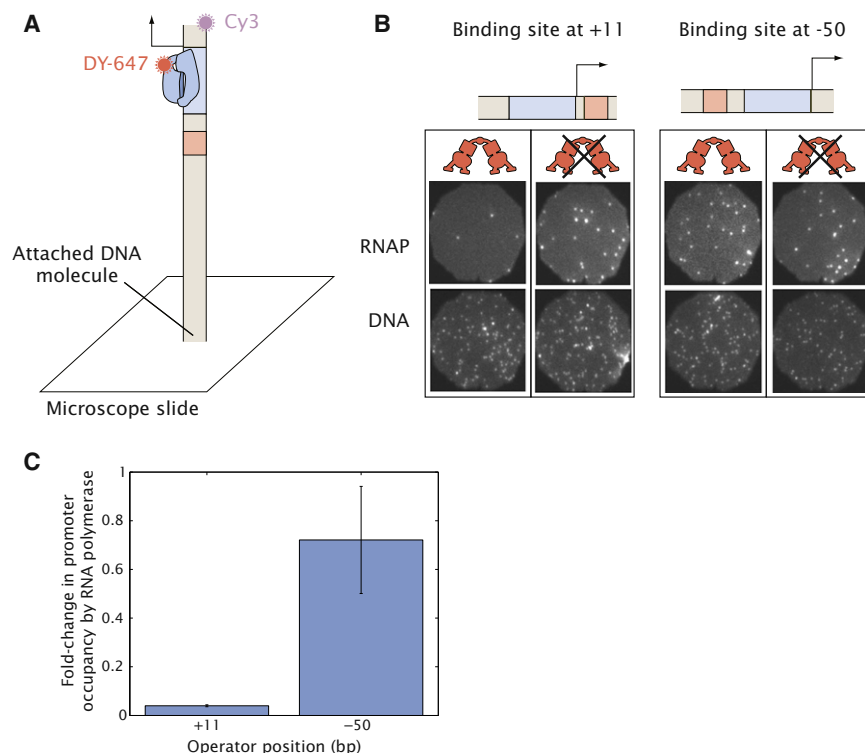 A
Cy3
DY-647
Attached DNA
molecule
Microscope slide
B
Binding site at +11
Binding site at -50
RNAP
DNA
C
Fold-change in promoter
occupancy by RNA polymerase
1
0.8
0.6
0.4
0.2
0
+11
−50
Operator position (bp)